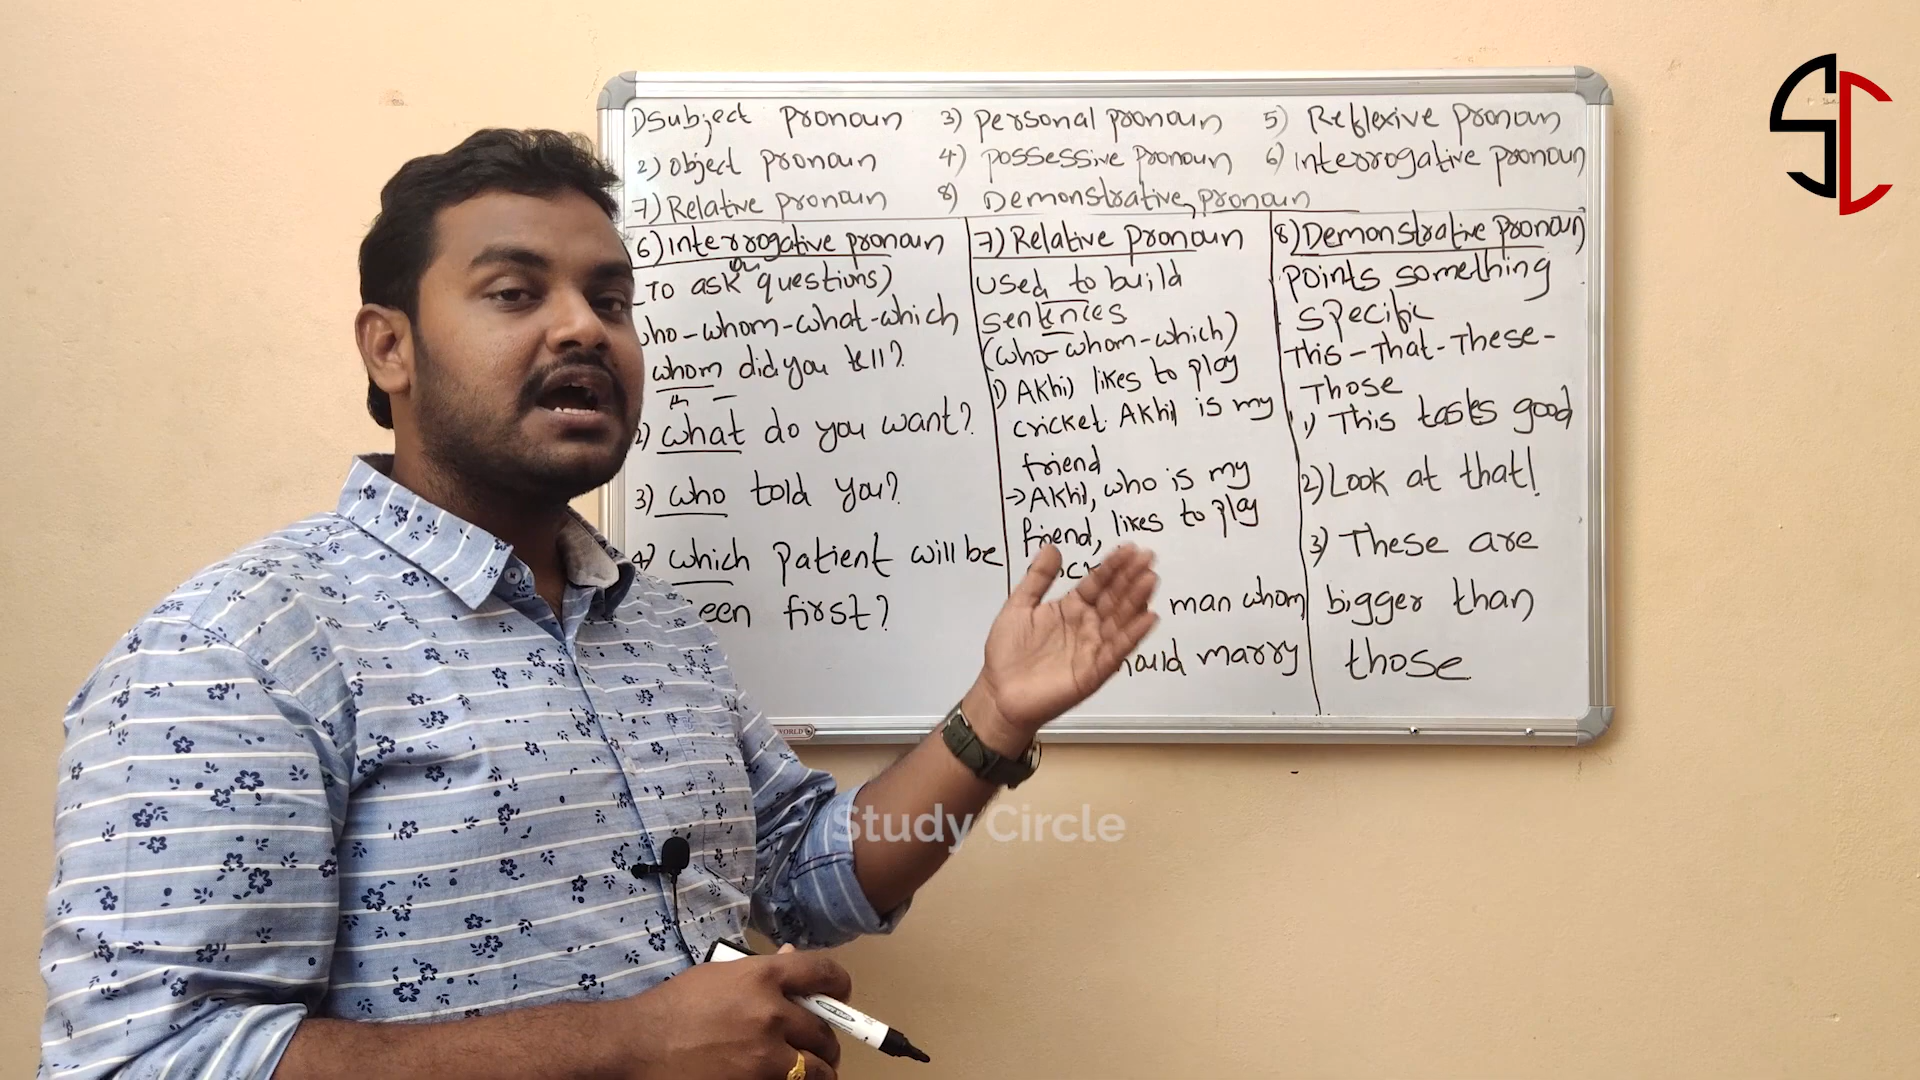 1) Subject pronoun 3) Personal pronoun 5) Reflexive pronoun
2) Object pronoun 4) Possessive pronoun 6) Interrogative pronoun
7) Relative pronoun 8) Demonstrative pronoun
6) Interrogative pronoun
(To ask questions)
who-whom-what-which
whom did you tell?
2) what do you want?
3) who told you?
4) which patient will be
seen first?
7) Relative pronoun
used to build
sentences
(who-whom-which)
1) Akhil likes to play
cricket. Akhil is my
friend
→ Akhil, who is my
friend, likes to play
man whom
should marry
8) Demonstrative pronoun
points something
specific
This-That-These-
Those
1) This tasts good
2) Look at that!
3) These are
bigger than
those
SC
Study Circle